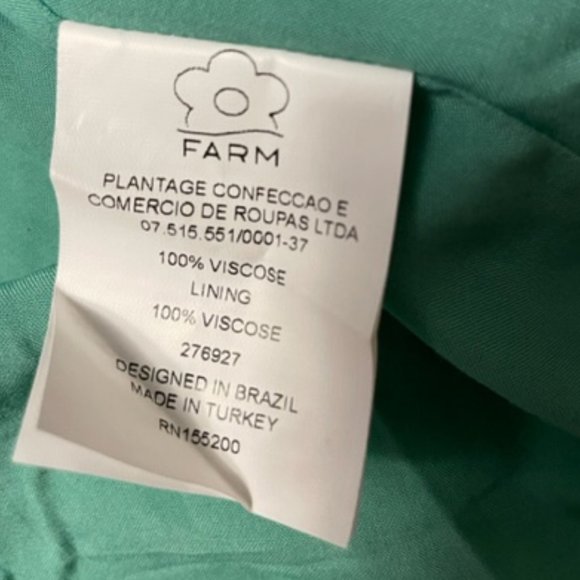 FARM
PLANTAGE CONFECCAO E
COMERCIO DE ROUPAS LTDA
07.515.551/0001-37
100% VISCOSE
LINING
100% VISCOSE
276927
DESIGNED IN BRAZIL
MADE IN TURKEY
RN155200